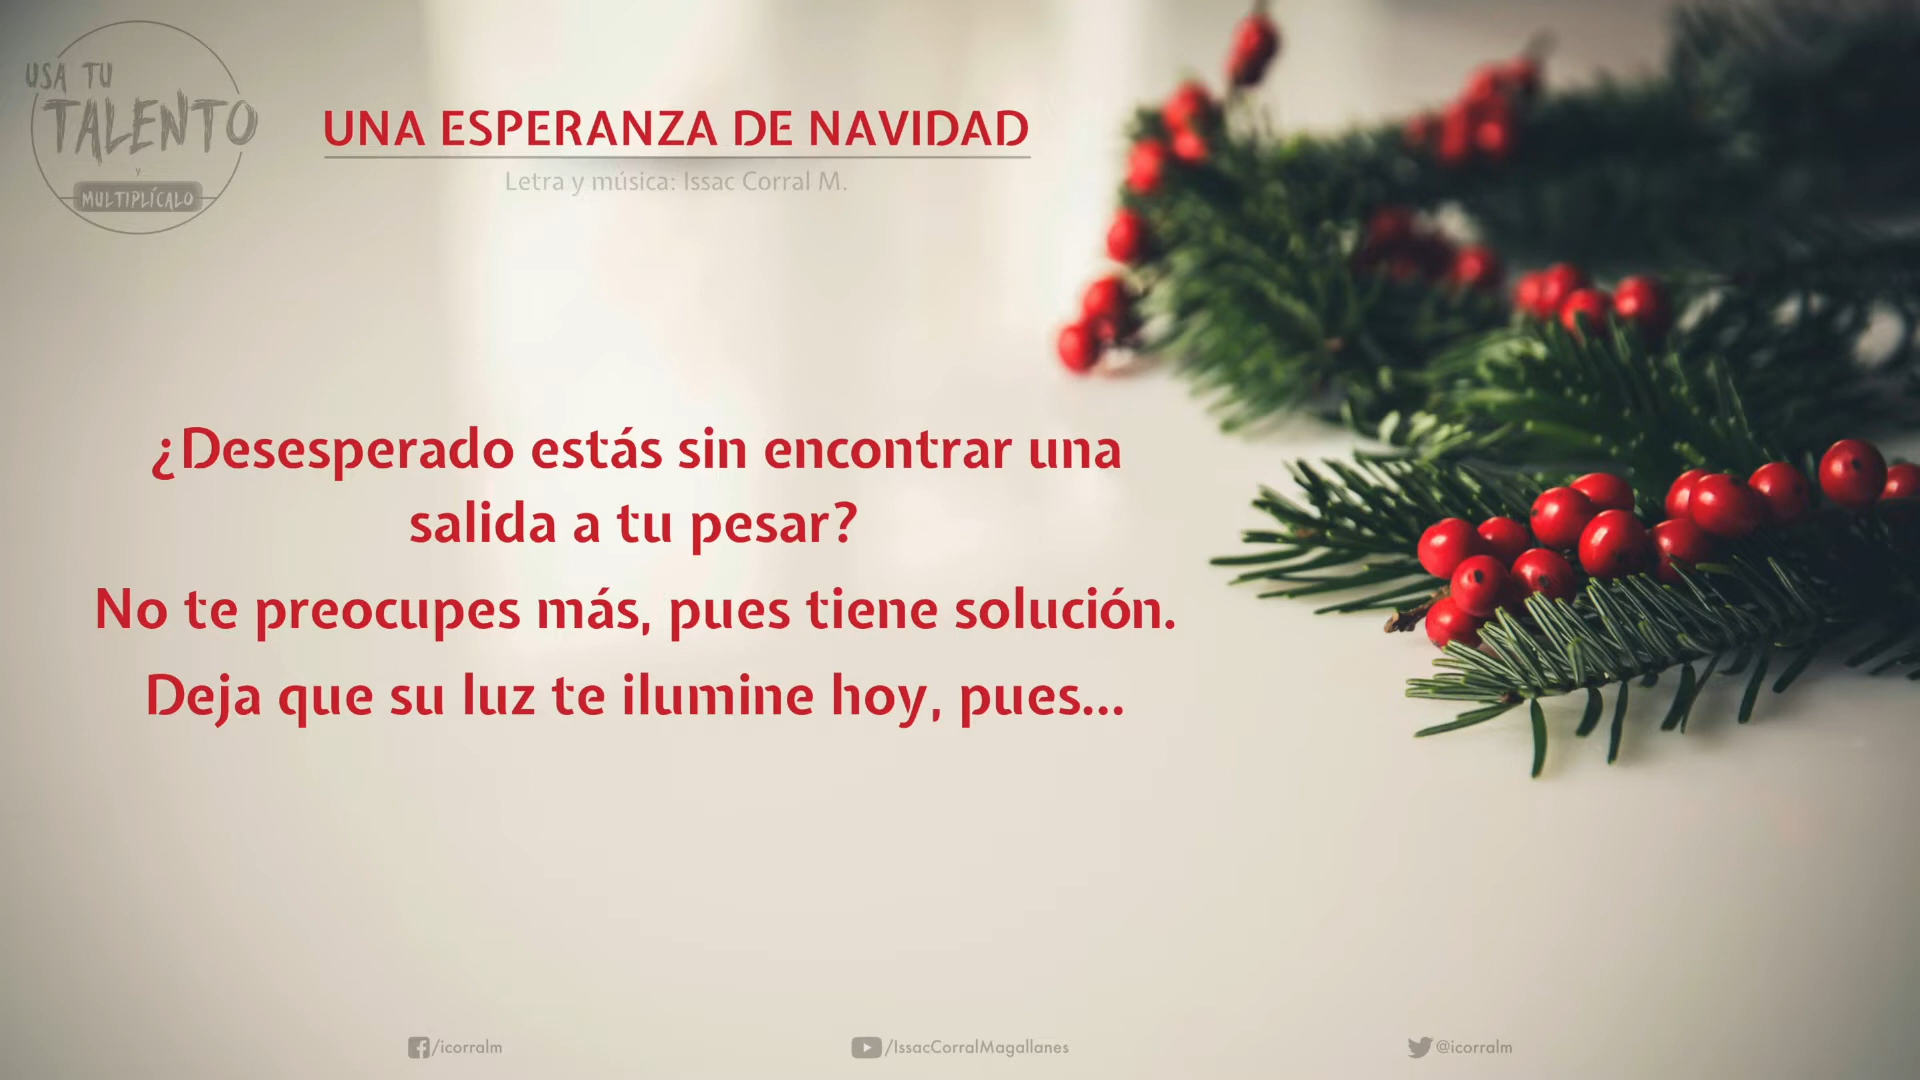 USA TU
TALENTO
Y
MULTIPLÍCALO
UNA ESPERANZA DE NAVIDAD
Letra y música: Issac Corral M.
¿Desesperado estás sin encontrar una
salida a tu pesar?
No te preocupes más, pues tiene solución.
Deja que su luz te ilumine hoy, pues...
/icorralm
/IssacCorralMagallanes
@icorralm